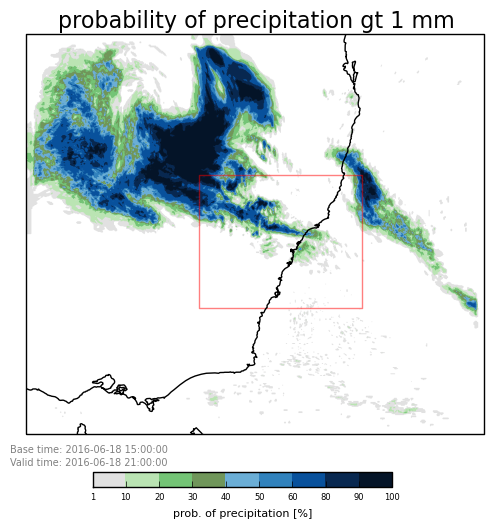 probability of precipitation gt 1 mm
Base time: 2016-06-18 15:00:00
Valid time: 2016-06-18 21:00:00
1 10 20 30 40 50 60 70 80 90 100
prob. of precipitation [%]